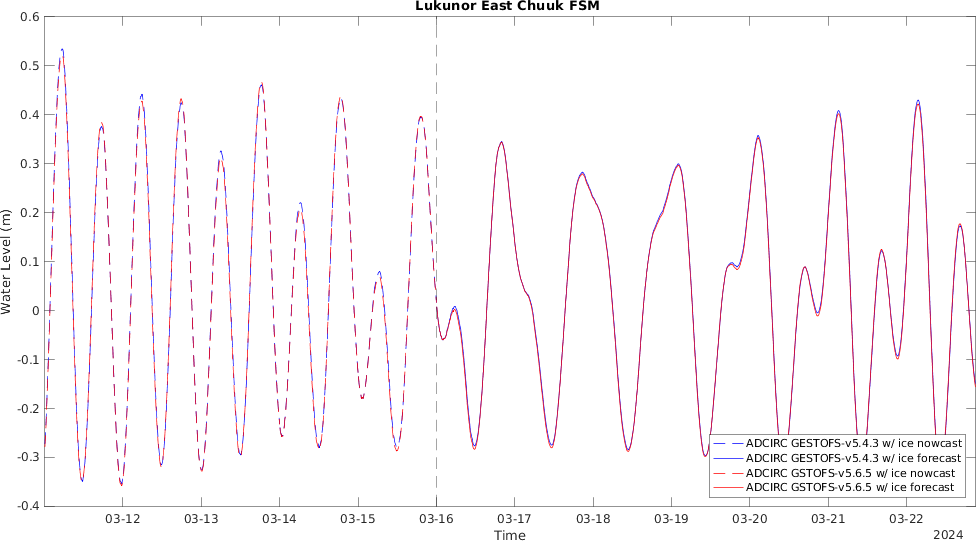 Lukunor East Chuuk FSM
0.6
0.5
0.4
0.3
0.2
0.1
0
-0.1
-0.2
-0.3
-0.4
Water Level (m)
ADCIRC GESTOFS-v5.4.3 w/ ice nowcast
ADCIRC GESTOFS-v5.4.3 w/ ice forecast
ADCIRC GSTOFS-v5.6.5 w/ ice nowcast
ADCIRC GSTOFS-v5.6.5 w/ ice forecast
03-12 03-13 03-14 03-15 03-16 03-17 03-18 03-19 03-20 03-21 03-22
Time
2024